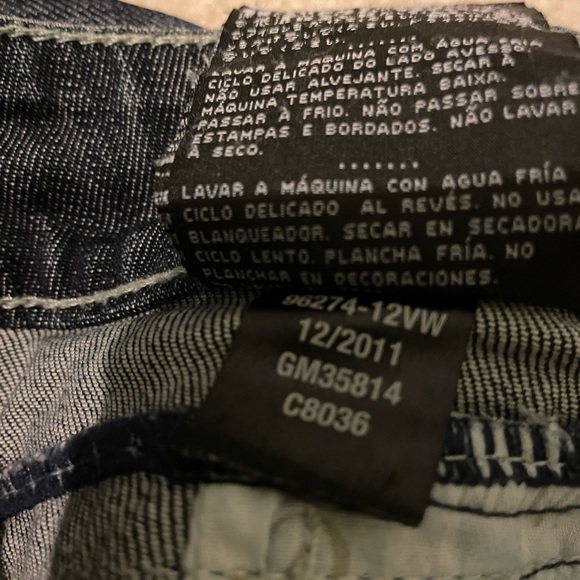 LAVAR A MÁQUINA COM ÁGUA
CICLO DELICADO DO LADO AVESSO.
NÃO USAR ALVEJANTE. SECAR À
MÁQUINA TEMPERATURA BAIXA.
PASSAR À FRIO. NÃO PASSAR SOBRE
ESTAMPAS E BORDADOS. NÃO LAVAR
À SECO.
.......
LAVAR A MÁQUINA CON AGUA FRÍA
CICLO DELICADO AL REVÉS. NO USA
BLANQUEADOR. SECAR EN SECADORA
CICLO LENTO. PLANCHA FRÍA. NO
PLANCHAR EN DECORACIONES.
96274-12VW
12/2011
GM35814
C8036